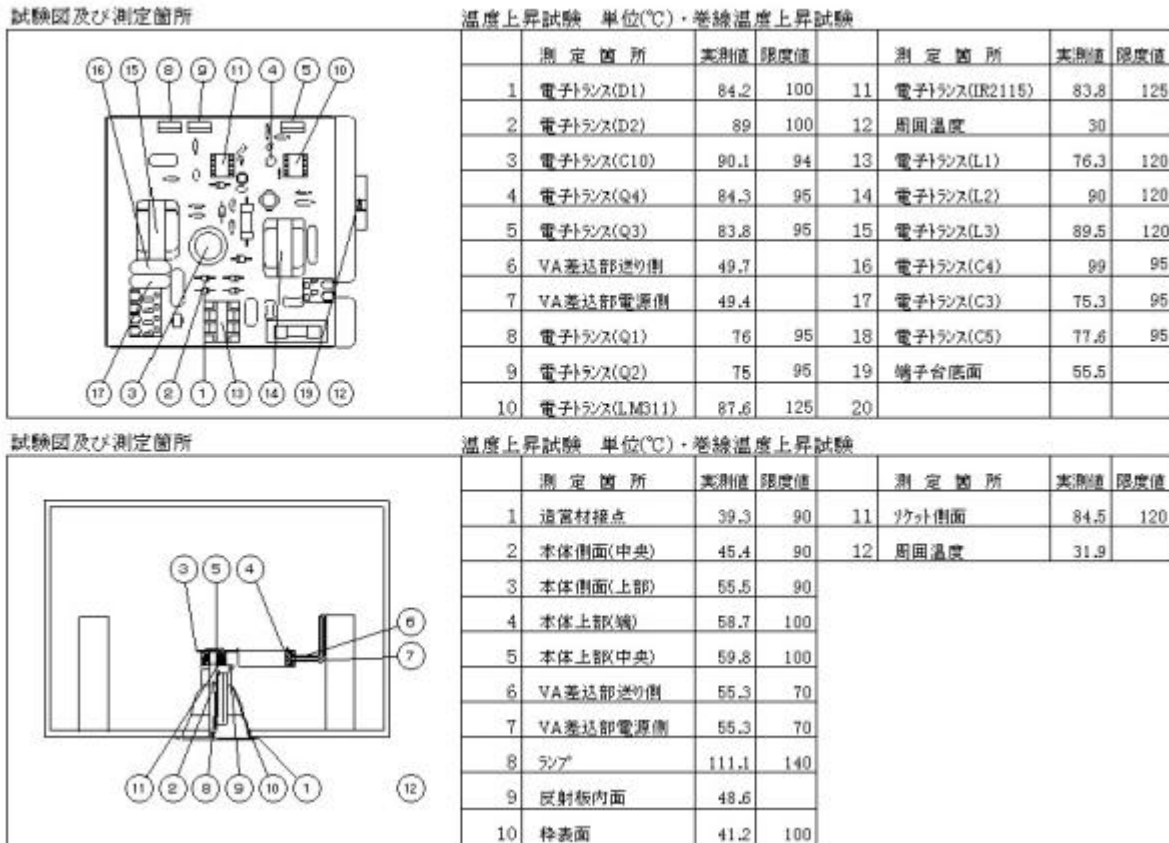 試験図及び測定箇所
温度上昇試験 単位(℃)・巻線温度上昇試験
測定箇所 実測値 限度値 測定箇所 実測値 限度値
1 電子トランス(D1) 84.2 100 11 電子トランス(IR2115) 83.8 125
2 電子トランス(D2) 89 100 12 周囲温度 30
3 電子トランス(C10) 90.1 94 13 電子トランス(L1) 76.3 120
4 電子トランス(Q4) 84.3 95 14 電子トランス(L2) 90 120
5 電子トランス(Q3) 83.8 95 15 電子トランス(L3) 89.5 120
6 VA差込部送り側 49.7 16 電子トランス(C4) 99 95
7 VA差込部電源側 49.4 17 電子トランス(C3) 75.3 95
8 電子トランス(Q1) 76 95 18 電子トランス(C5) 77.6 95
9 電子トランス(Q2) 75 95 19 端子台底面 55.5
10 電子トランス(LM311) 87.6 125 20
16 15 8 9 11 4 5 10
17 3 2 1 13 14 19 12
試験図及び測定箇所
温度上昇試験 単位(℃)・巻線温度上昇試験
測定箇所 実測値 限度値 測定箇所 実測値 限度値
1 造営材接点 39.3 90 11 ソケット側面 84.5 120
2 本体側面(中央) 45.4 90 12 周囲温度 31.9
3 本体側面(上部) 55.5 90
4 本体上部(端) 58.7 100
5 本体上部(中央) 59.8 100
6 VA差込部送り側 55.3 70
7 VA差込部電源側 55.3 70
8 ランプ 111.1 140
9 反射板内面 48.6
10 枠表面 41.2 100
3 5 4
6
7
11 2 8 9 10 1 12